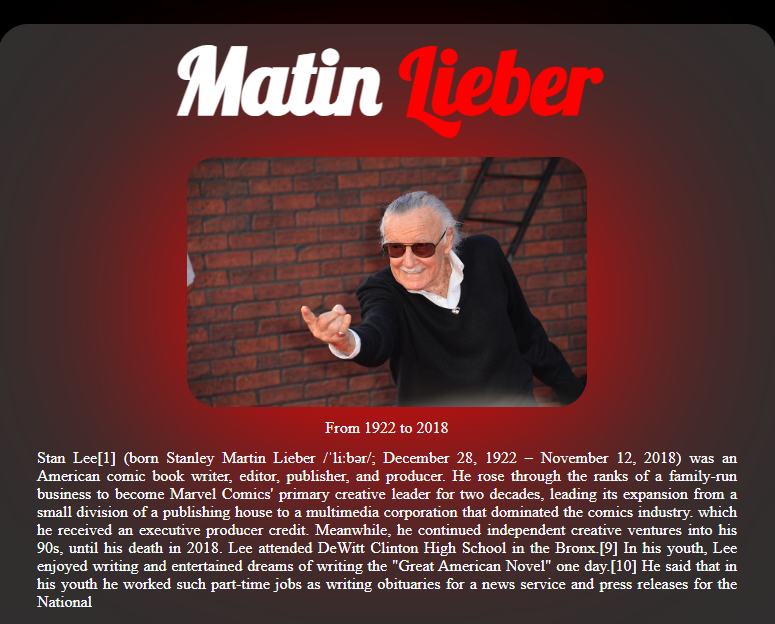 Matin Lieber
From 1922 to 2018
Stan Lee[1] (born Stanley Martin Lieber /ˈliːbər/; December 28, 1922 – November 12, 2018) was an
American comic book writer, editor, publisher, and producer. He rose through the ranks of a family-run
business to become Marvel Comics' primary creative leader for two decades, leading its expansion from a
small division of a publishing house to a multimedia corporation that dominated the comics industry. which
he received an executive producer credit. Meanwhile, he continued independent creative ventures into his
90s, until his death in 2018. Lee attended DeWitt Clinton High School in the Bronx.[9] In his youth, Lee
enjoyed writing and entertained dreams of writing the "Great American Novel" one day.[10] He said that in
his youth he worked such part-time jobs as writing obituaries for a news service and press releases for the
National